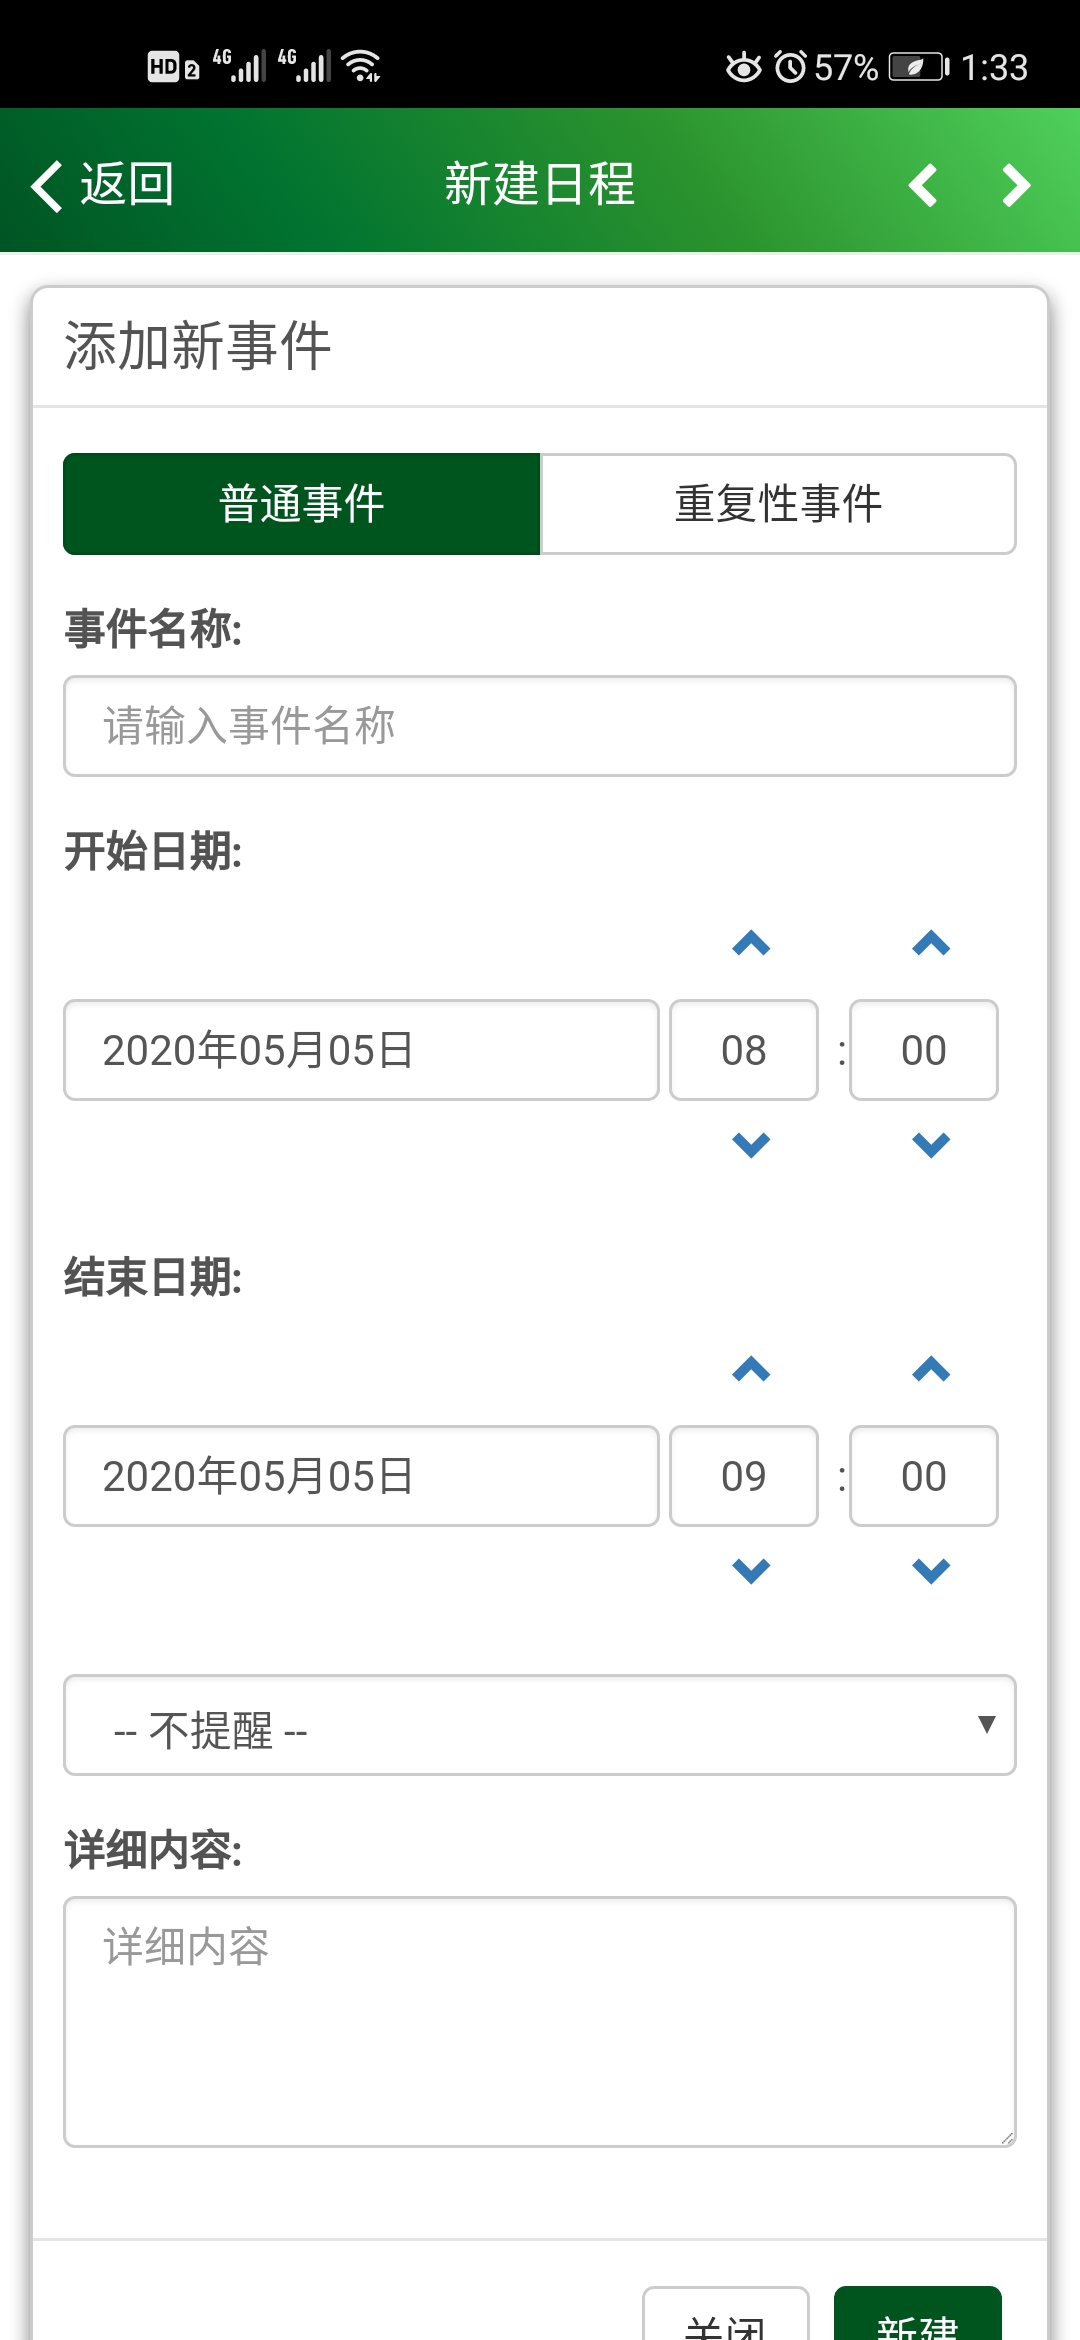 HD 2 4G 4G 57% 1:33
返回 新建日程
添加新事件
普通事件 重复性事件
事件名称:
请输入事件名称
开始日期:
2020年05月05日 08 : 00
结束日期:
2020年05月05日 09 : 00
-- 不提醒 --
详细内容:
详细内容
关闭 新建